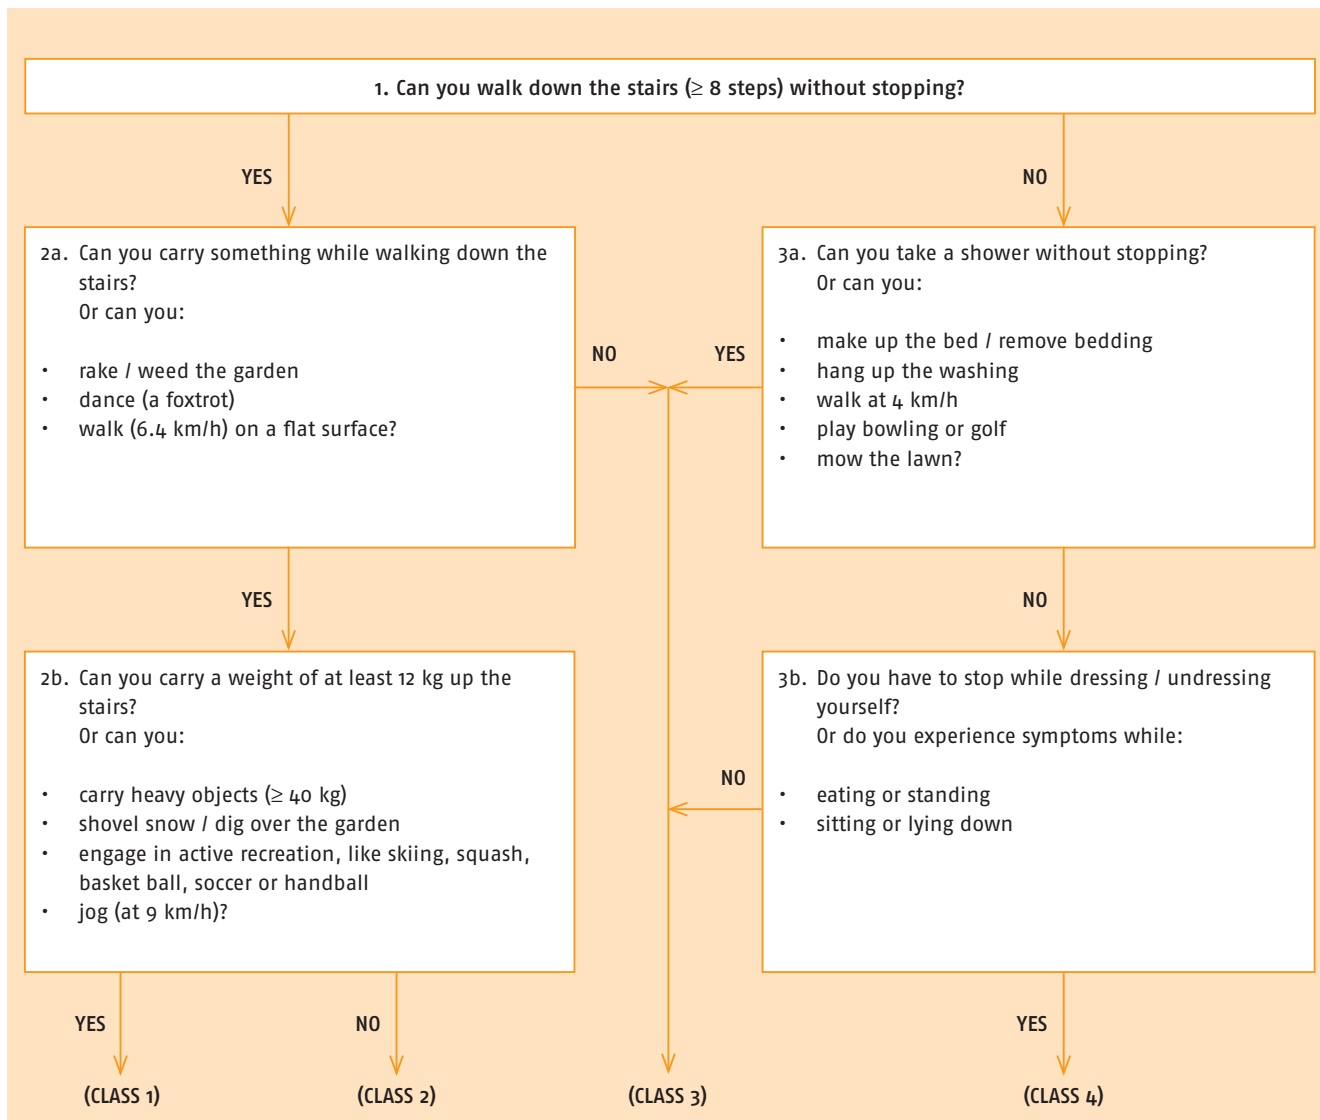 1. Can you walk down the stairs (≥ 8 steps) without stopping?
YES
NO
2a. Can you carry something while walking down the
stairs?
Or can you:
• rake / weed the garden
• dance (a foxtrot)
• walk (6.4 km/h) on a flat surface?
NO
YES
3a. Can you take a shower without stopping?
Or can you:
• make up the bed / remove bedding
• hang up the washing
• walk at 4 km/h
• play bowling or golf
• mow the lawn?
YES
NO
2b. Can you carry a weight of at least 12 kg up the
stairs?
Or can you:
• carry heavy objects (≥ 40 kg)
• shovel snow / dig over the garden
• engage in active recreation, like skiing, squash,
basket ball, soccer or handball
• jog (at 9 km/h)?
NO
3b. Do you have to stop while dressing / undressing
yourself?
Or do you experience symptoms while:
• eating or standing
• sitting or lying down
YES
NO
YES
(CLASS 1)
(CLASS 2)
(CLASS 3)
(CLASS 4)